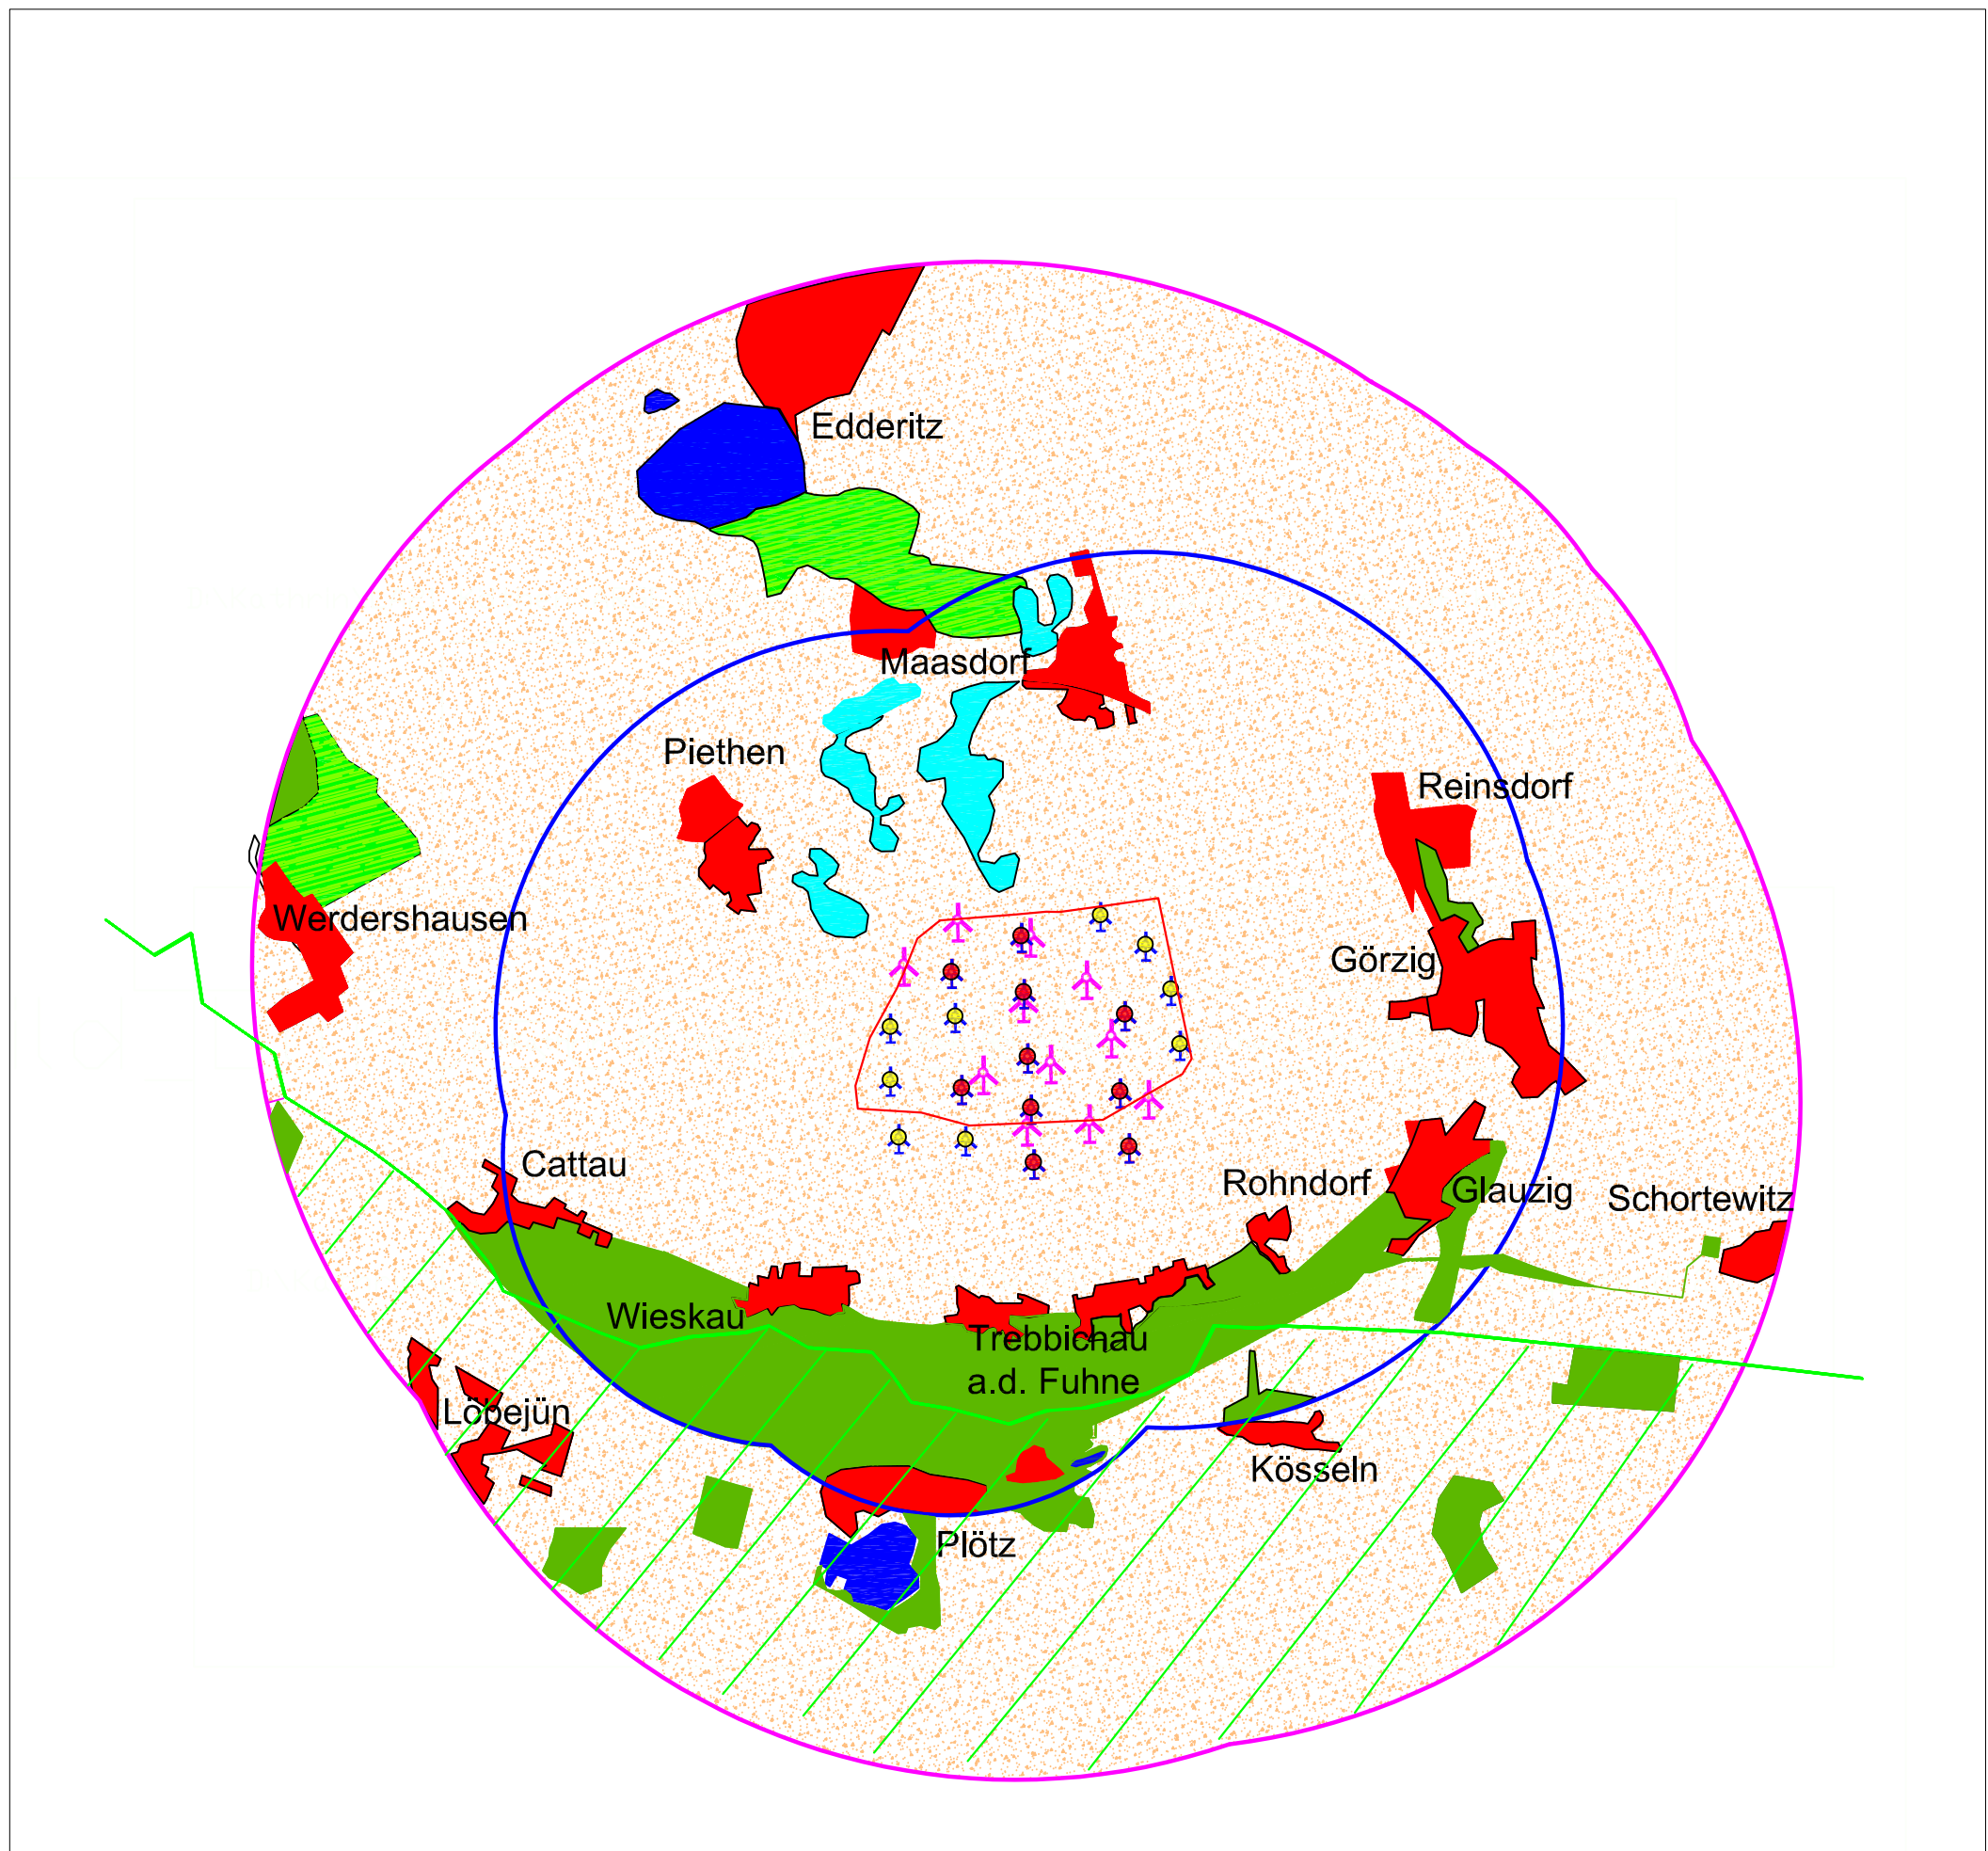 Edderitz
Maasdorf
Piethen
Reinsdorf
Werdershausen
Görzig
Cattau
Rohndorf
Glauzig
Schortewitz
Wieskau
Trebbichau
a.d. Fuhne
Löbejün
Kösseln
Plötz